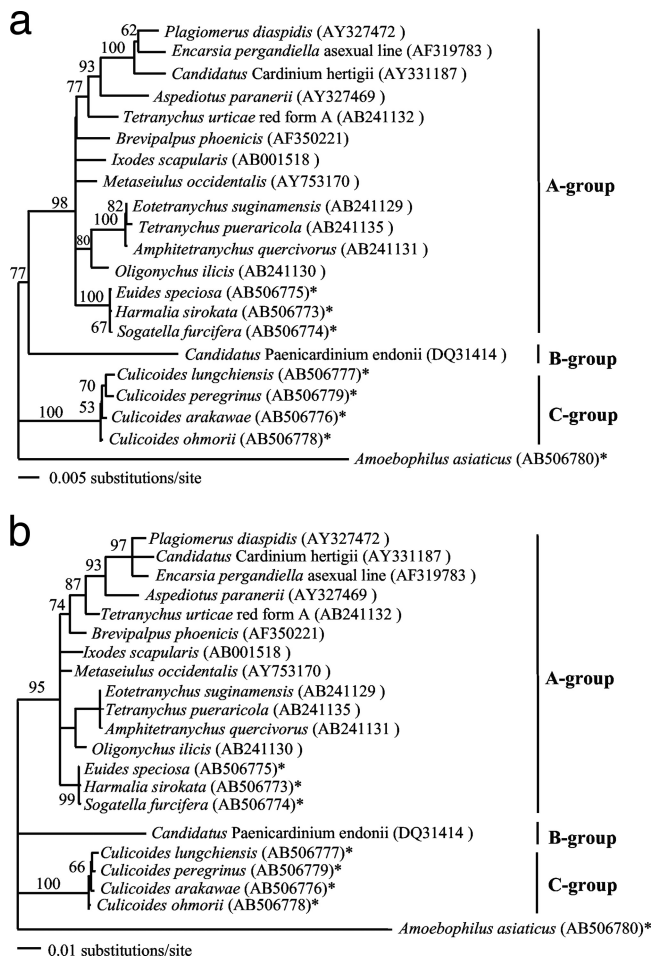 a
62 Plagiomerus diaspidis (AY327472 )
100 Encarsia pergandiella asexual line (AF319783 )
93 Candidatus Cardinium hertigii (AY331187 )
77 Aspediotus paranerii (AY327469 )
Tetranychus urticae red form A (AB241132 )
Brevipalpus phoenicis (AF350221)
Ixodes scapularis (AB001518 )
Metaseiulus occidentalis (AY753170 )
A-group
98
82 Eotetranychus suginamensis (AB241129 )
100 Tetranychus pueraricola (AB241135 )
80 Amphitetranychus quercivorus (AB241131 )
Oligonychus ilicis (AB241130 )
77
100 Euides speciosa (AB506775)*
Harmalia sirokata (AB506773)*
67 Sogatella furcifera (AB506774)*
Candidatus Paenicardinium endonii (DQ31414 )
B-group
Culicoides lungchiensis (AB506777)*
70 Culicoides peregrinus (AB506779)*
100 53 Culicoides arakawae (AB506776)*
C-group
Culicoides ohmorii (AB506778)*
Amoebophilus asiaticus (AB506780)*
0.005 substitutions/site
b
97 Plagiomerus diaspidis (AY327472 )
93 Candidatus Cardinium hertigii (AY331187 )
87 Encarsia pergandiella asexual line (AF319783 )
74 Aspediotus paranerii (AY327469 )
Tetranychus urticae red form A (AB241132 )
Brevipalpus phoenicis (AF350221)
Ixodes scapularis (AB001518 )
Metaseiulus occidentalis (AY753170 )
A-group
95
Eotetranychus suginamensis (AB241129 )
Tetranychus pueraricola (AB241135 )
Amphitetranychus quercivorus (AB241131 )
Oligonychus ilicis (AB241130 )
Euides speciosa (AB506775)*
Harmalia sirokata (AB506773)*
99 Sogatella furcifera (AB506774)*
Candidatus Paenicardinium endonii (DQ31414 )
B-group
Culicoides lungchiensis (AB506777)*
66 Culicoides peregrinus (AB506779)*
100 Culicoides arakawae (AB506776)*
C-group
Culicoides ohmorii (AB506778)*
Amoebophilus asiaticus (AB506780)*
0.01 substitutions/site